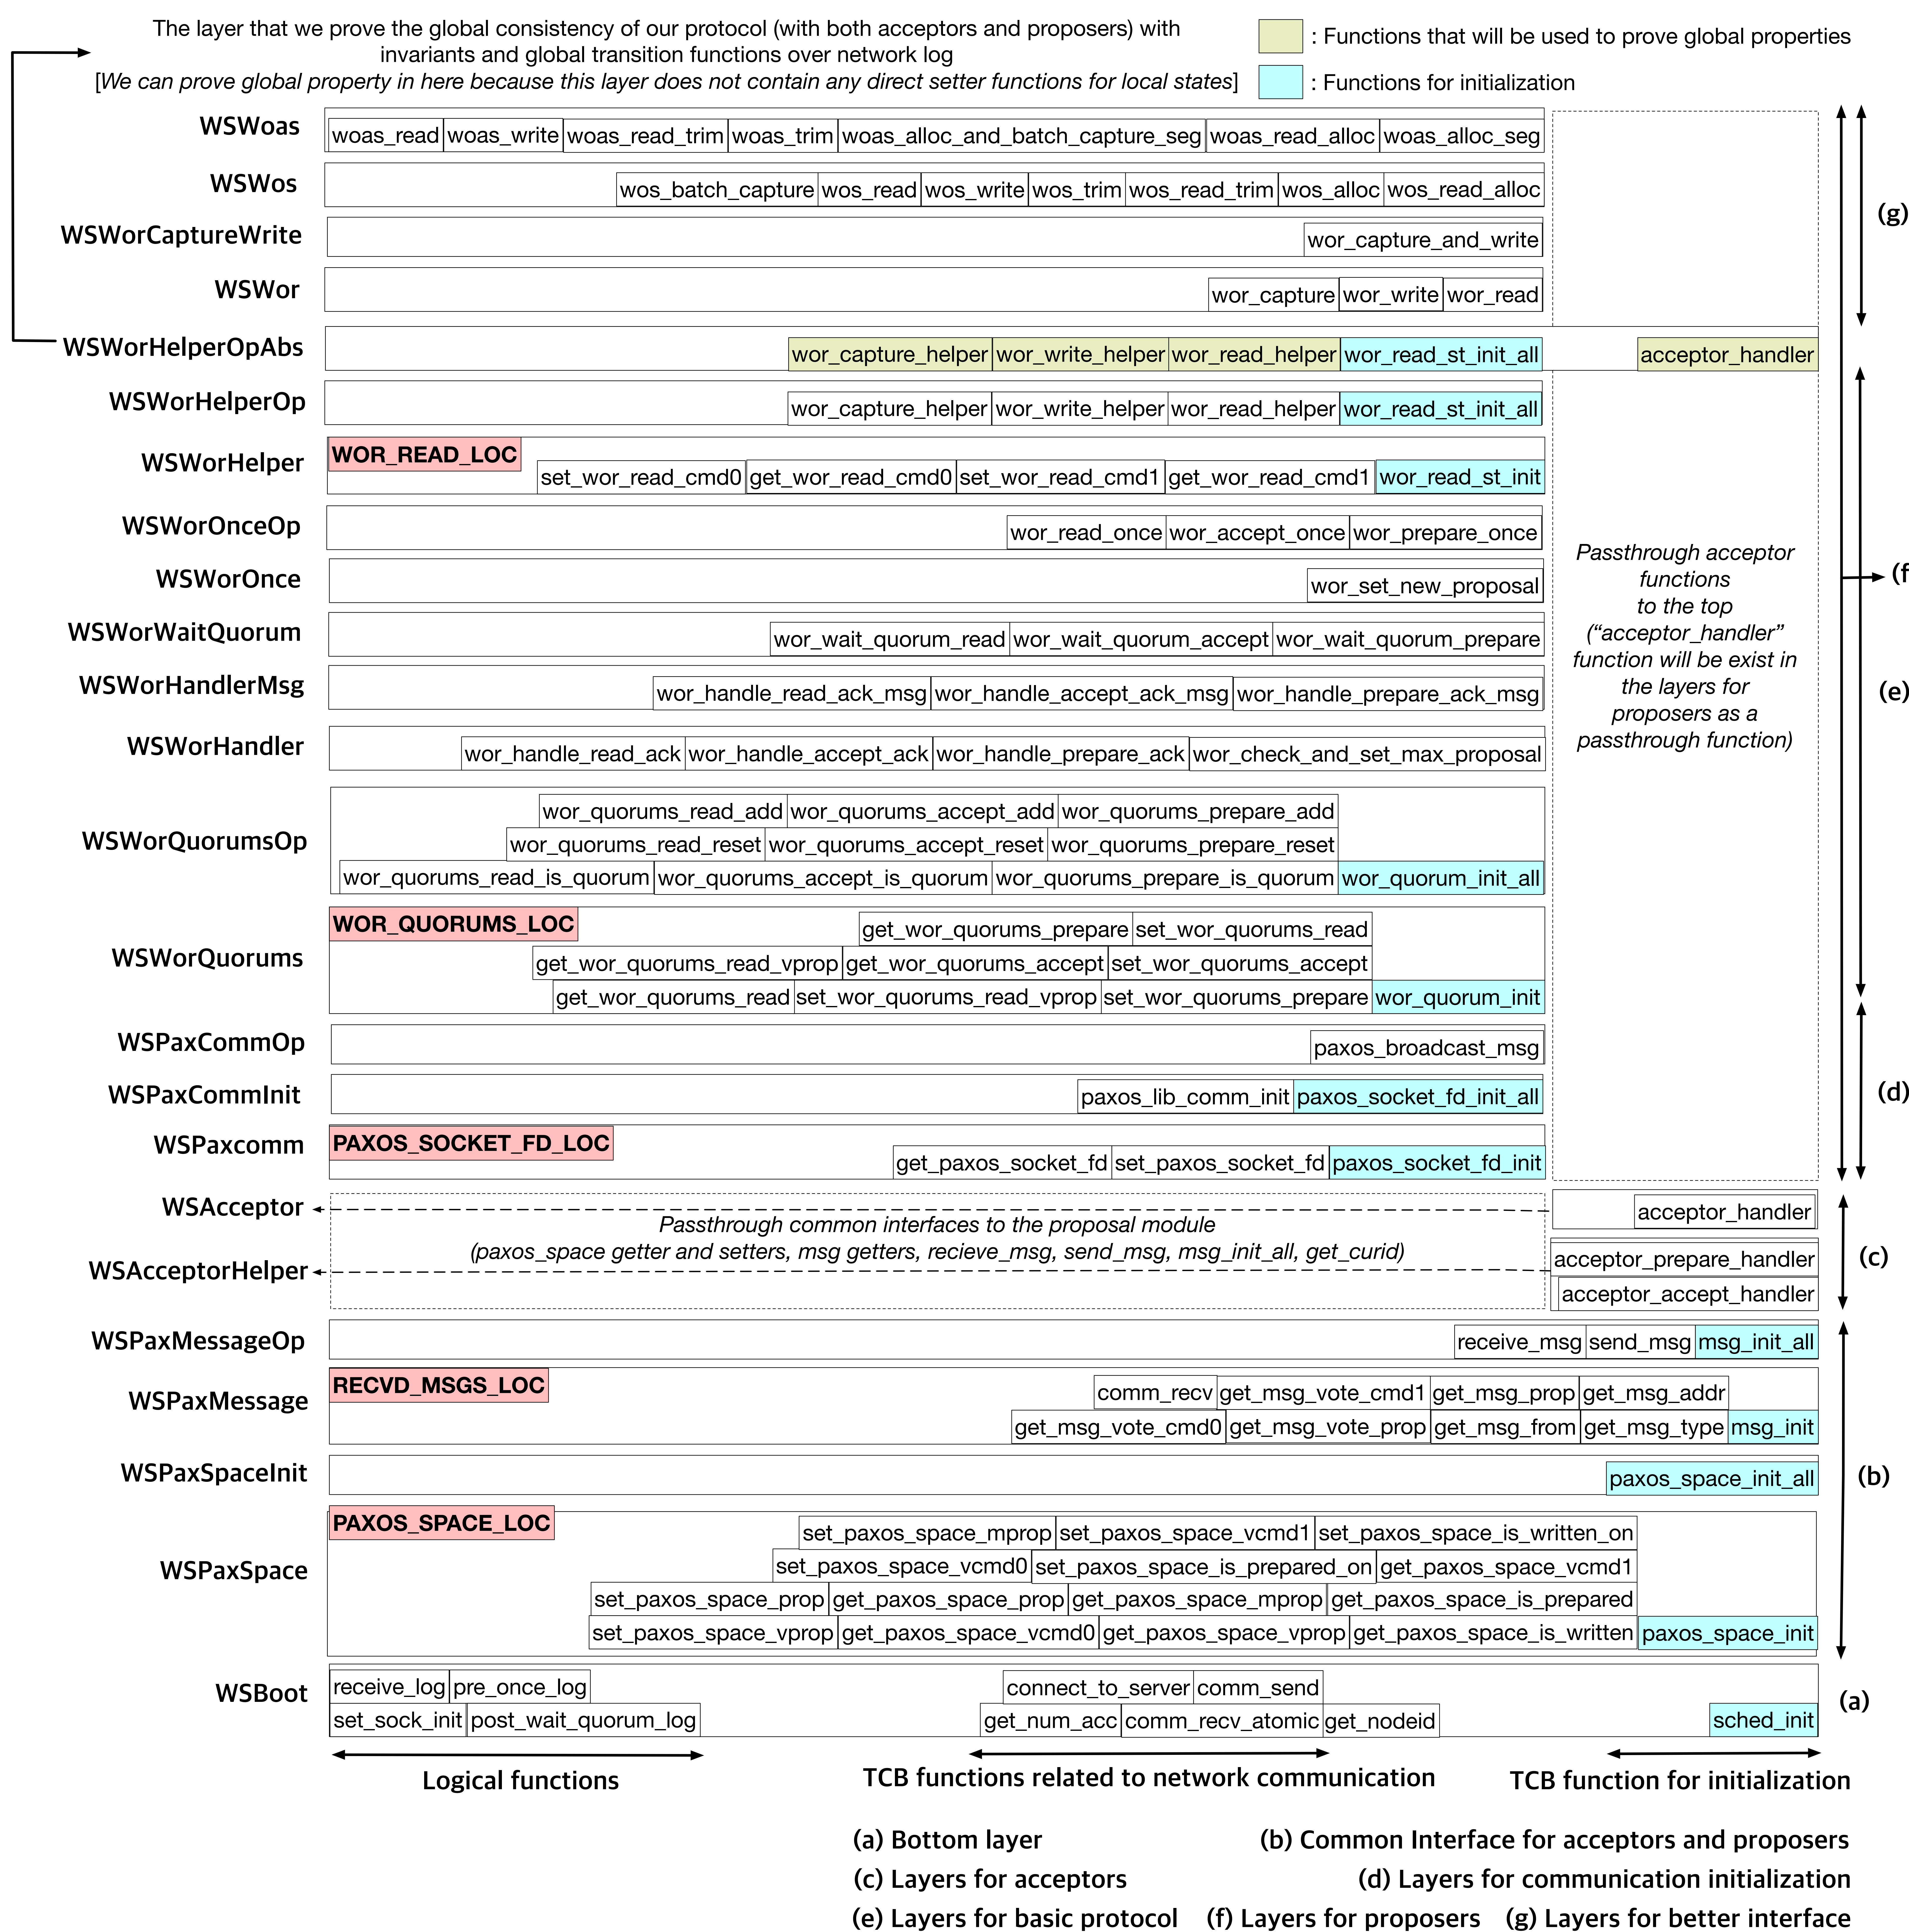 The layer that we prove the global consistency of our protocol (with both acceptors and proposers) with
invariants and global transition functions over network log
[We can prove global property in here because this layer does not contain any direct setter functions for local states]
: Functions that will be used to prove global properties
: Functions for initialization
WSWoas
woas_read woas_write woas_read_trim woas_trim woas_alloc_and_batch_capture_seg woas_read_alloc woas_alloc_seg
WSWos
wos_batch_capture wos_read wos_write wos_trim wos_read_trim wos_alloc wos_read_alloc
(g)
WSWorCaptureWrite
wor_capture_and_write
WSWor
wor_capture wor_write wor_read
WSWorHelperOpAbs
wor_capture_helper wor_write_helper wor_read_helper wor_read_st_init_all acceptor_handler
WSWorHelperOp
wor_capture_helper wor_write_helper wor_read_helper wor_read_st_init_all
WSWorHelper
WOR_READ_LOC
set_wor_read_cmd0 get_wor_read_cmd0 set_wor_read_cmd1 get_wor_read_cmd1 wor_read_st_init
WSWorOnceOp
wor_read_once wor_accept_once wor_prepare_once
WSWorOnce
wor_set_new_proposal
Passthrough acceptor
functions
to the top
("acceptor_handler"
function will be exist in
the layers for
proposers as a
passthrough function)
(f
WSWorWaitQuorum
wor_wait_quorum_read wor_wait_quorum_accept wor_wait_quorum_prepare
WSWorHandlerMsg
wor_handle_read_ack_msg wor_handle_accept_ack_msg wor_handle_prepare_ack_msg
(e)
WSWorHandler
wor_handle_read_ack wor_handle_accept_ack wor_handle_prepare_ack wor_check_and_set_max_proposal
WSWorQuorumsOp
wor_quorums_read_add wor_quorums_accept_add wor_quorums_prepare_add
wor_quorums_read_reset wor_quorums_accept_reset wor_quorums_prepare_reset
wor_quorums_read_is_quorum wor_quorums_accept_is_quorum wor_quorums_prepare_is_quorum wor_quorum_init_all
WSWorQuorums
WOR_QUORUMS_LOC
get_wor_quorums_prepare set_wor_quorums_read
get_wor_quorums_read_vprop get_wor_quorums_accept set_wor_quorums_accept
get_wor_quorums_read set_wor_quorums_read_vprop set_wor_quorums_prepare wor_quorum_init
WSPaxCommOp
paxos_broadcast_msg
WSPaxCommInit
paxos_lib_comm_init paxos_socket_fd_init_all
(d)
WSPaxcomm
PAXOS_SOCKET_FD_LOC
get_paxos_socket_fd set_paxos_socket_fd paxos_socket_fd_init
WSAcceptor
acceptor_handler
Passthrough common interfaces to the proposal module
(paxos_space getter and setters, msg getters, recieve_msg, send_msg, msg_init_all, get_curid)
(c)
WSAcceptorHelper
acceptor_prepare_handler
acceptor_accept_handler
WSPaxMessageOp
receive_msg send_msg msg_init_all
WSPaxMessage
RECVD_MSGS_LOC
comm_recv get_msg_vote_cmd1 get_msg_prop get_msg_addr
get_msg_vote_cmd0 get_msg_vote_prop get_msg_from get_msg_type msg_init
WSPaxSpaceInit
paxos_space_init_all
(b)
WSPaxSpace
PAXOS_SPACE_LOC
set_paxos_space_mprop set_paxos_space_vcmd1 set_paxos_space_is_written_on
set_paxos_space_vcmd0 set_paxos_space_is_prepared_on get_paxos_space_vcmd1
set_paxos_space_prop get_paxos_space_prop get_paxos_space_mprop get_paxos_space_is_prepared
set_paxos_space_vprop get_paxos_space_vcmd0 get_paxos_space_vprop get_paxos_space_is_written paxos_space_init
WSBoot
receive_log pre_once_log connect_to_server comm_send
set_sock_init post_wait_quorum_log get_num_acc comm_recv_atomic get_nodeid sched_init
(a)
Logical functions
TCB functions related to network communication
TCB function for initialization
(a) Bottom layer
(b) Common Interface for acceptors and proposers
(c) Layers for acceptors
(d) Layers for communication initialization
(e) Layers for basic protocol
(f) Layers for proposers
(g) Layers for better interface